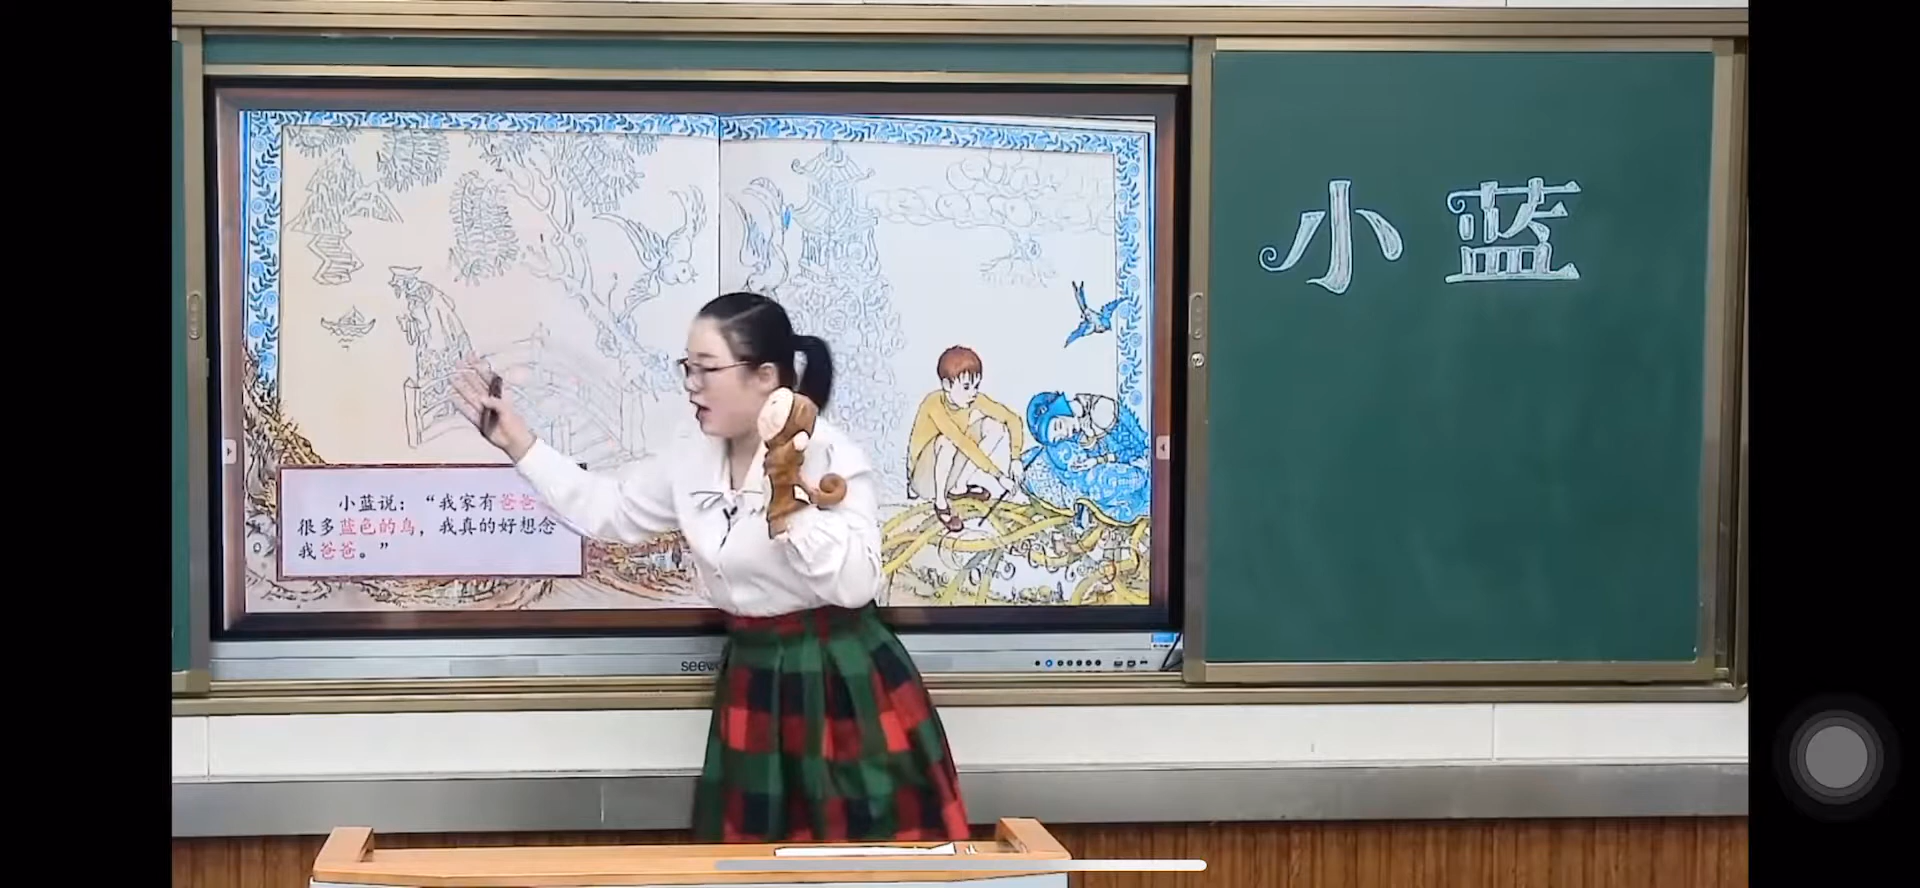 小蓝说：“我家有爸爸
很多蓝色的鸟，我真的好想念
我爸爸。”
小蓝